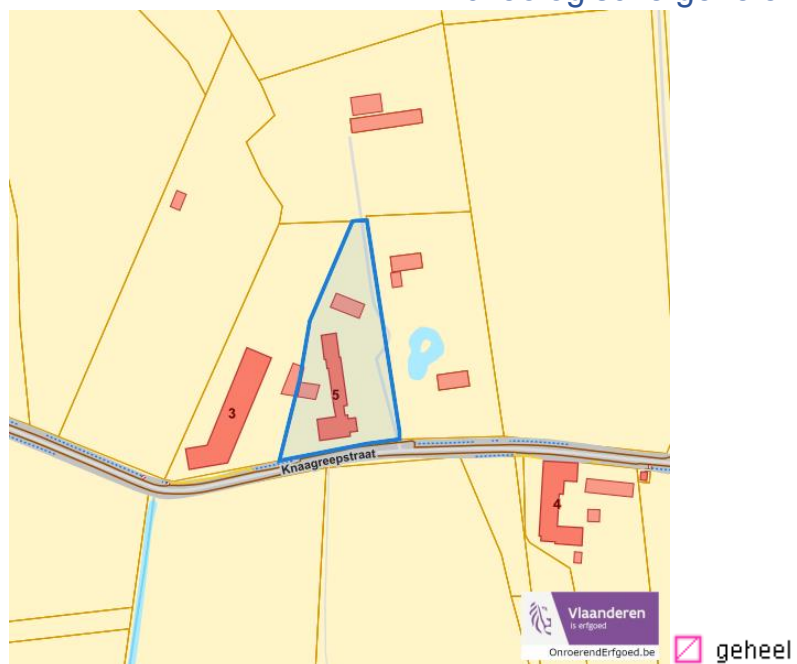 3
5
Knaagreepstraat
4
Vlaanderen
is erfgoed
OnroerendErfgoed.be
geheel